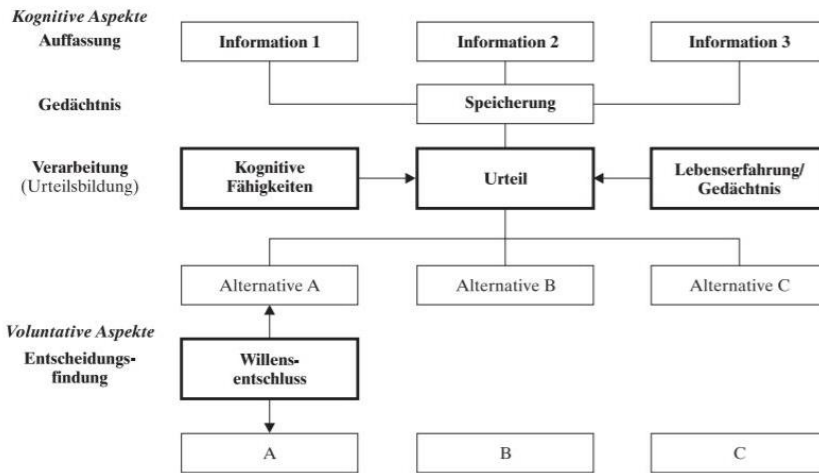 Kognitive Aspekte
Auffassung
Information 1
Information 2
Information 3
Gedächtnis
Speicherung
Verarbeitung
(Urteilsbildung)
Kognitive
Fähigkeiten
Urteil
Lebenserfahrung/
Gedächtnis
Alternative A
Alternative B
Alternative C
Voluntative Aspekte
Entscheidungs-
findung
Willens-
entschluss
A
B
C